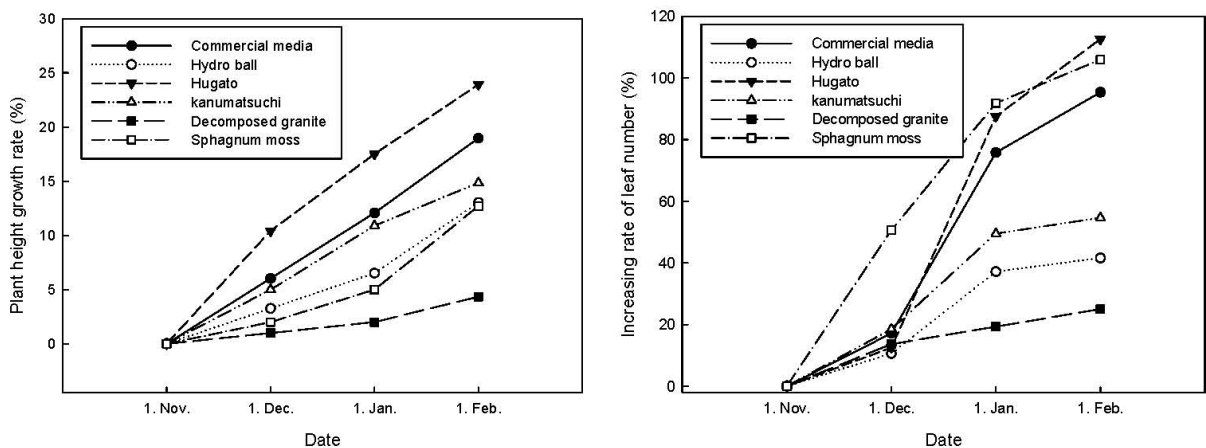 30
25
20
15
10
5
0
Plant height growth rate (%)
Commercial media
Hydro ball
Hugato
kanumatsuchi
Decomposed granite
Sphagnum moss
1. Nov.
1. Dec.
1. Jan.
1. Feb.
Date
120
100
80
60
40
20
0
Increasing rate of leaf number (%)
Commercial media
Hydro ball
Hugato
kanumatsuchi
Decomposed granite
Sphagnum moss
1. Nov.
1. Dec.
1. Jan.
1. Feb.
Date